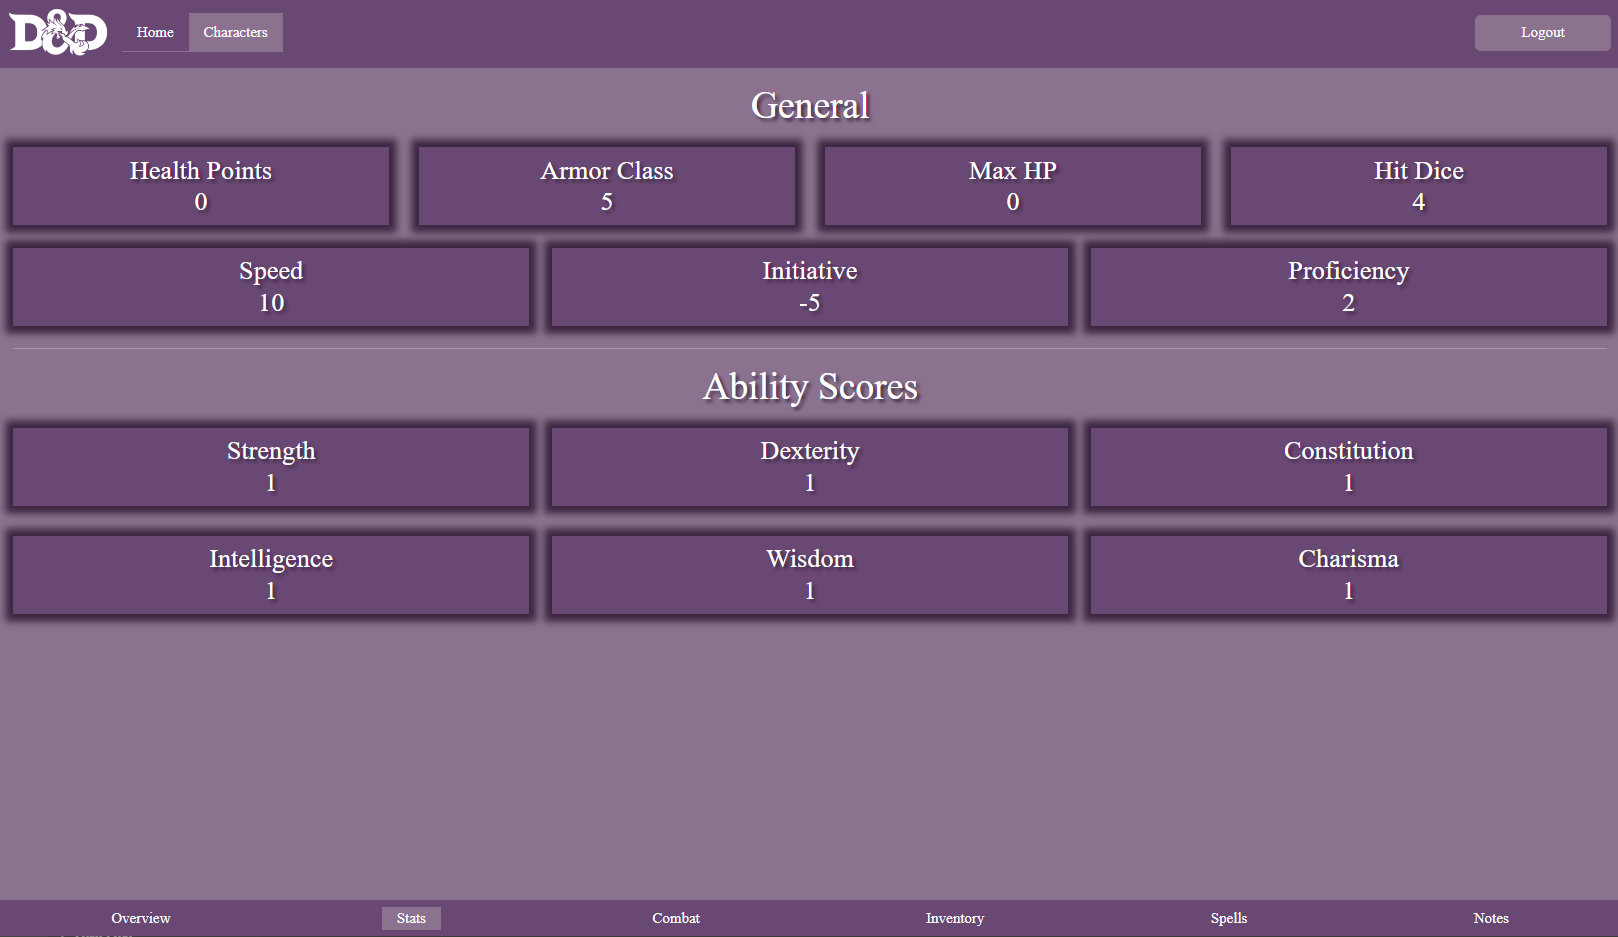 D&D
Home
Characters
Logout
General
Health Points
0
Armor Class
5
Max HP
0
Hit Dice
4
Speed
10
Initiative
-5
Proficiency
2
Ability Scores
Strength
1
Dexterity
1
Constitution
1
Intelligence
1
Wisdom
1
Charisma
1
Overview
Stats
Combat
Inventory
Spells
Notes